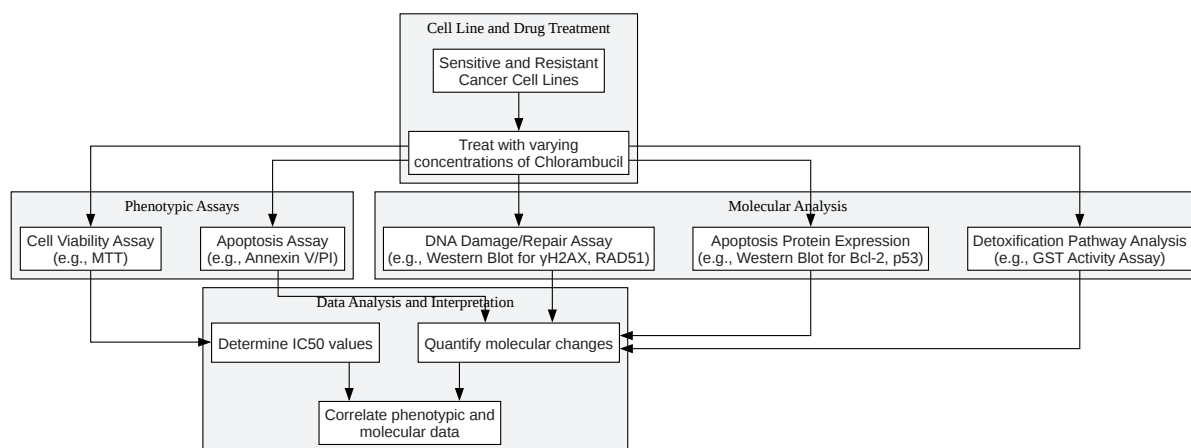 Cell Line and Drug Treatment
Sensitive and Resistant
Cancer Cell Lines
Treat with varying
concentrations of Chlorambucil
Phenotypic Assays
Cell Viability Assay
(e.g., MTT)
Apoptosis Assay
(e.g., Annexin V/PI)
Molecular Analysis
DNA Damage/Repair Assay
(e.g., Western Blot for γH2AX, RAD51)
Apoptosis Protein Expression
(e.g., Western Blot for Bcl-2, p53)
Detoxification Pathway Analysis
(e.g., GST Activity Assay)
Data Analysis and Interpretation
Determine IC50 values
Quantify molecular changes
Correlate phenotypic and
molecular data